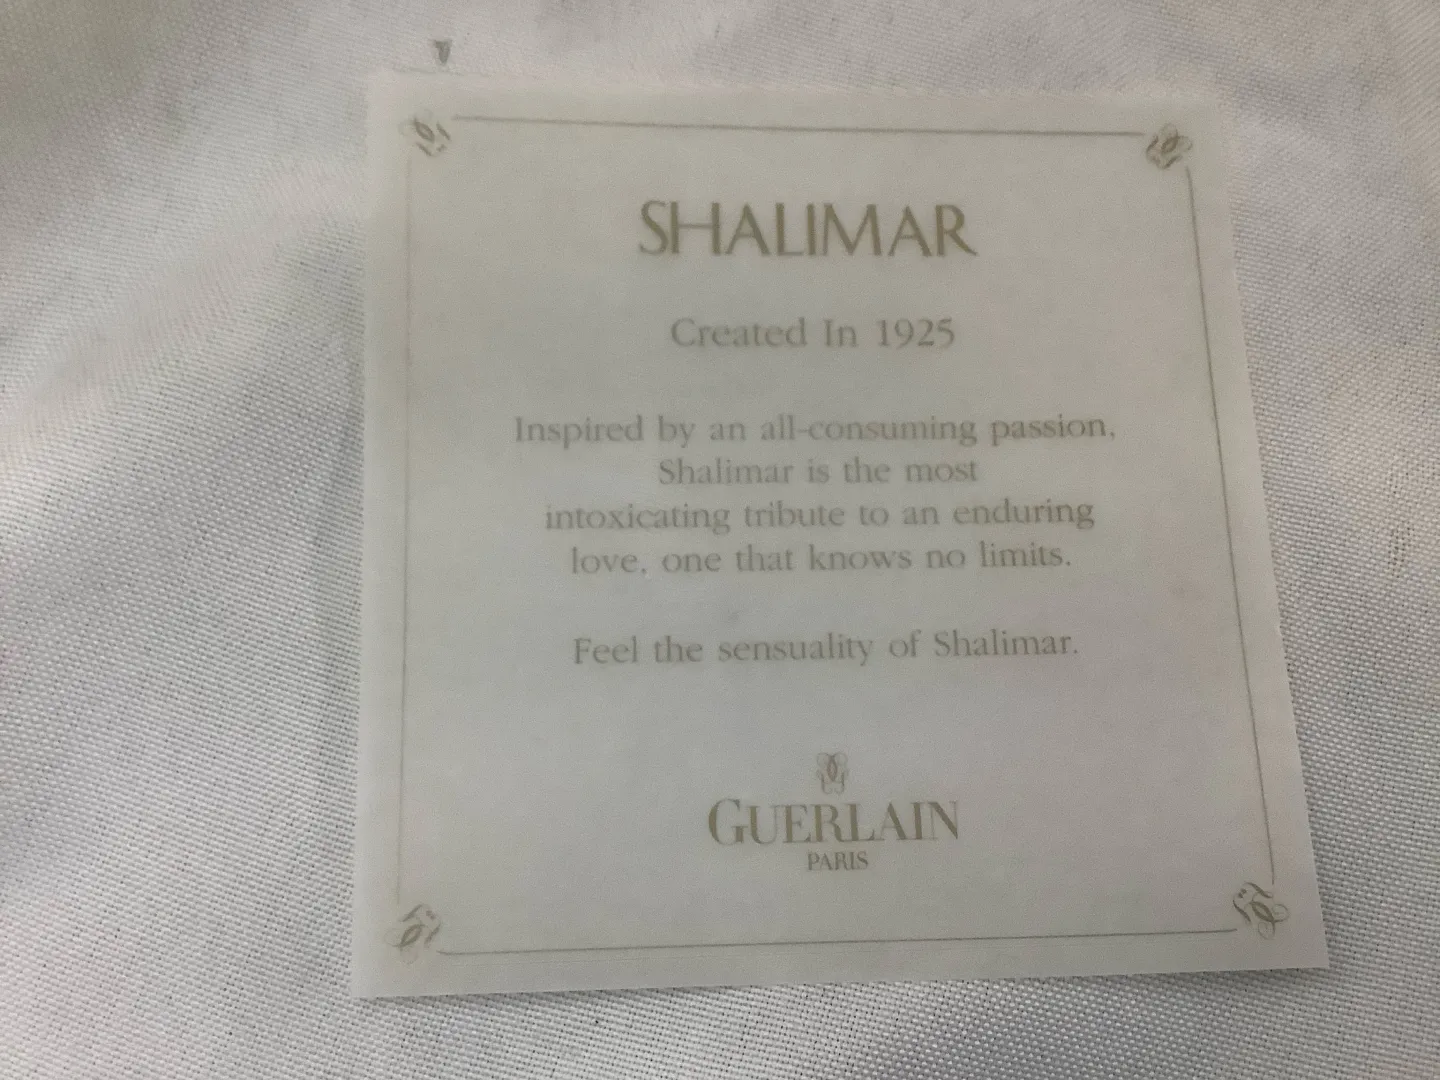 SHALIMAR
Created In 1925
Inspired by an all-consuming passion,
Shalimar is the most
intoxicating tribute to an enduring
love, one that knows no limits.
Feel the sensuality of Shalimar.
GUERLAIN
PARIS